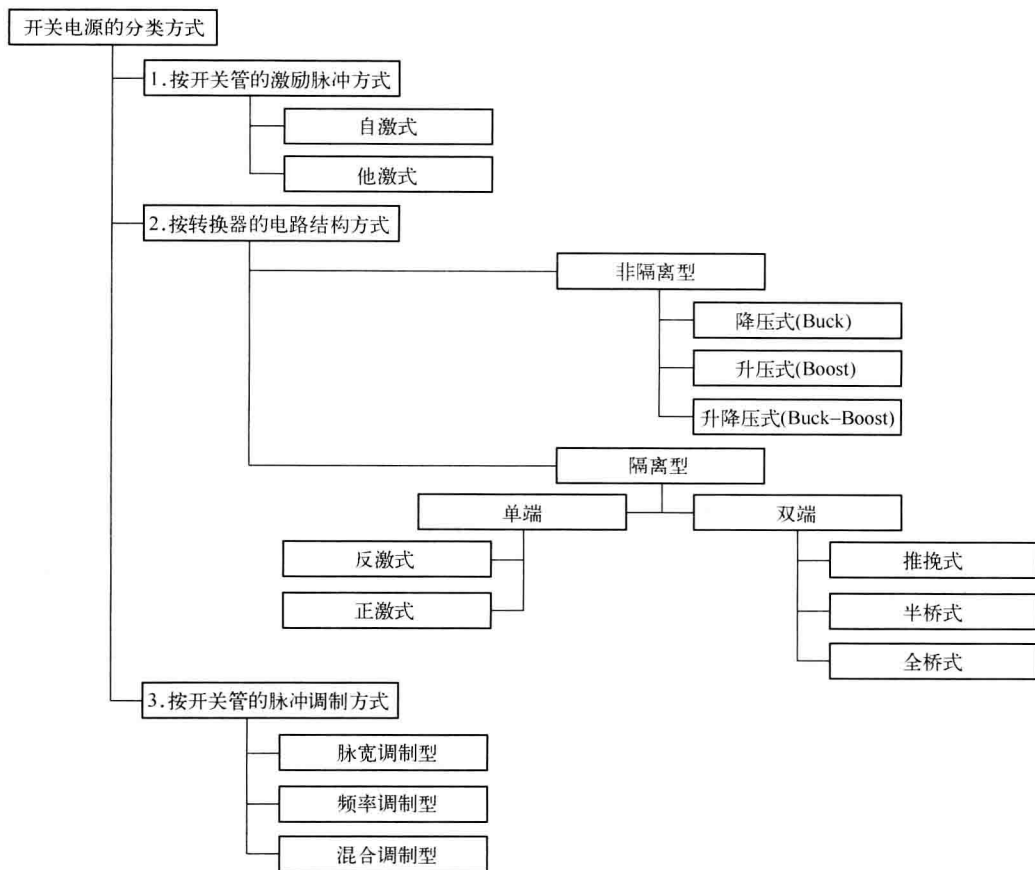 开关电源的分类方式
1.按开关管的激励脉冲方式
自激式
他激式
2.按转换器的电路结构方式
非隔离型
降压式(Buck)
升压式(Boost)
升降压式(Buck-Boost)
隔离型
单端
双端
反激式
推挽式
正激式
半桥式
全桥式
3.按开关管的脉冲调制方式
脉宽调制型
频率调制型
混合调制型